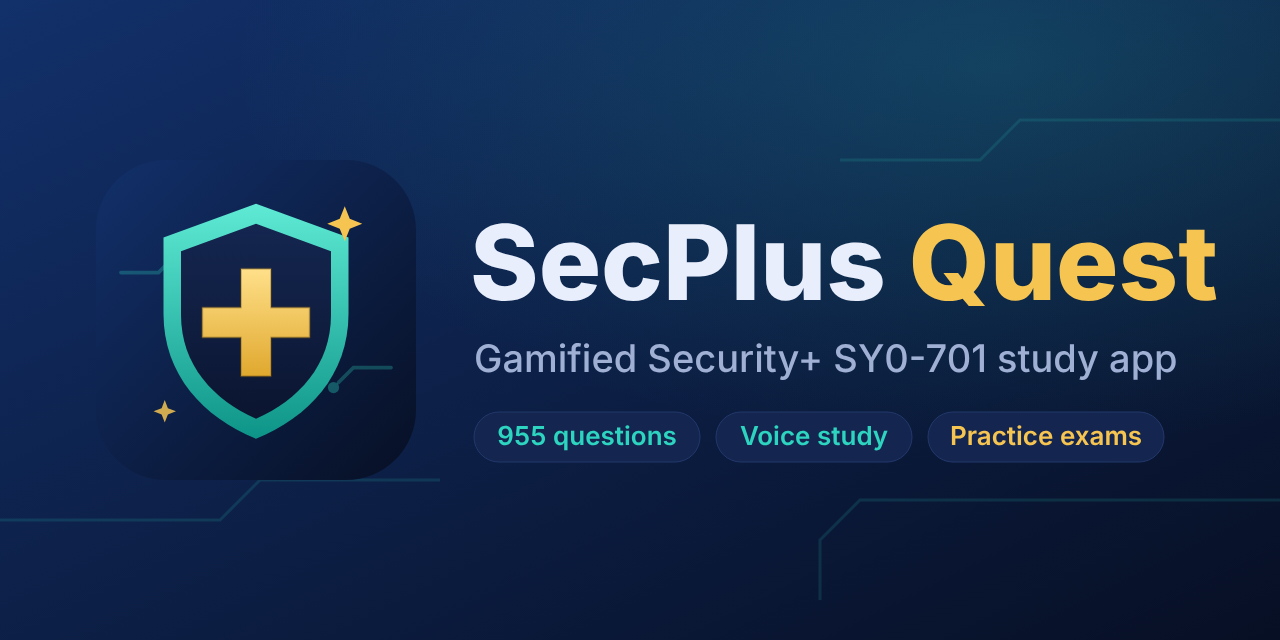 SecPlus Quest
Gamified Security+ SY0-701 study app
955 questions Voice study Practice exams